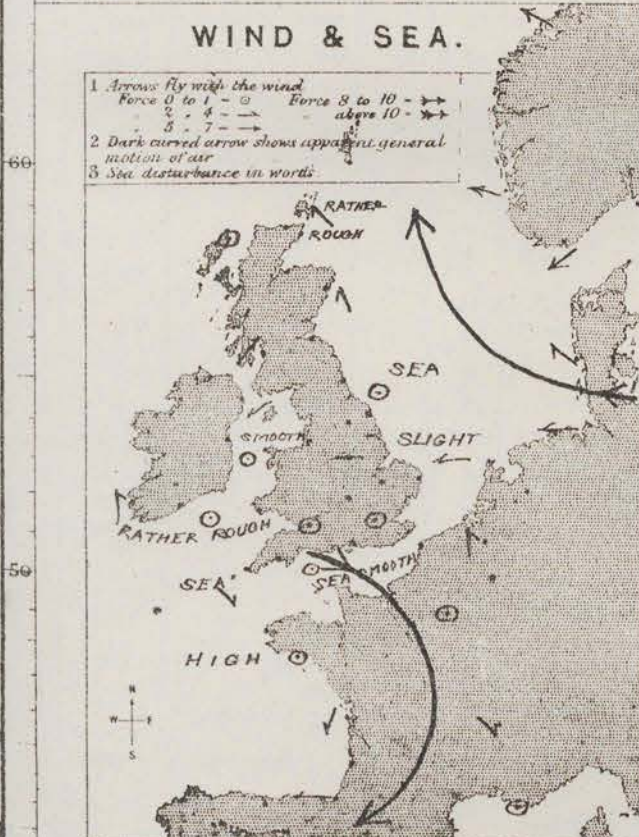 WIND & SEA.
1 Arrows fly with the wind
Force 0 to 1 - ⊙ Force 8 to 10 -
2 " 4 - above 10 -
5 " 7 -
2 Dark curved arrow shows apparent general
motion of air
3 Sea disturbance in words
60
RATHER
ROUGH
SEA
SMOOTH
SLIGHT
RATHER ROUGH
50
SEA
SEA SMOOTH
HIGH
N
W E
S